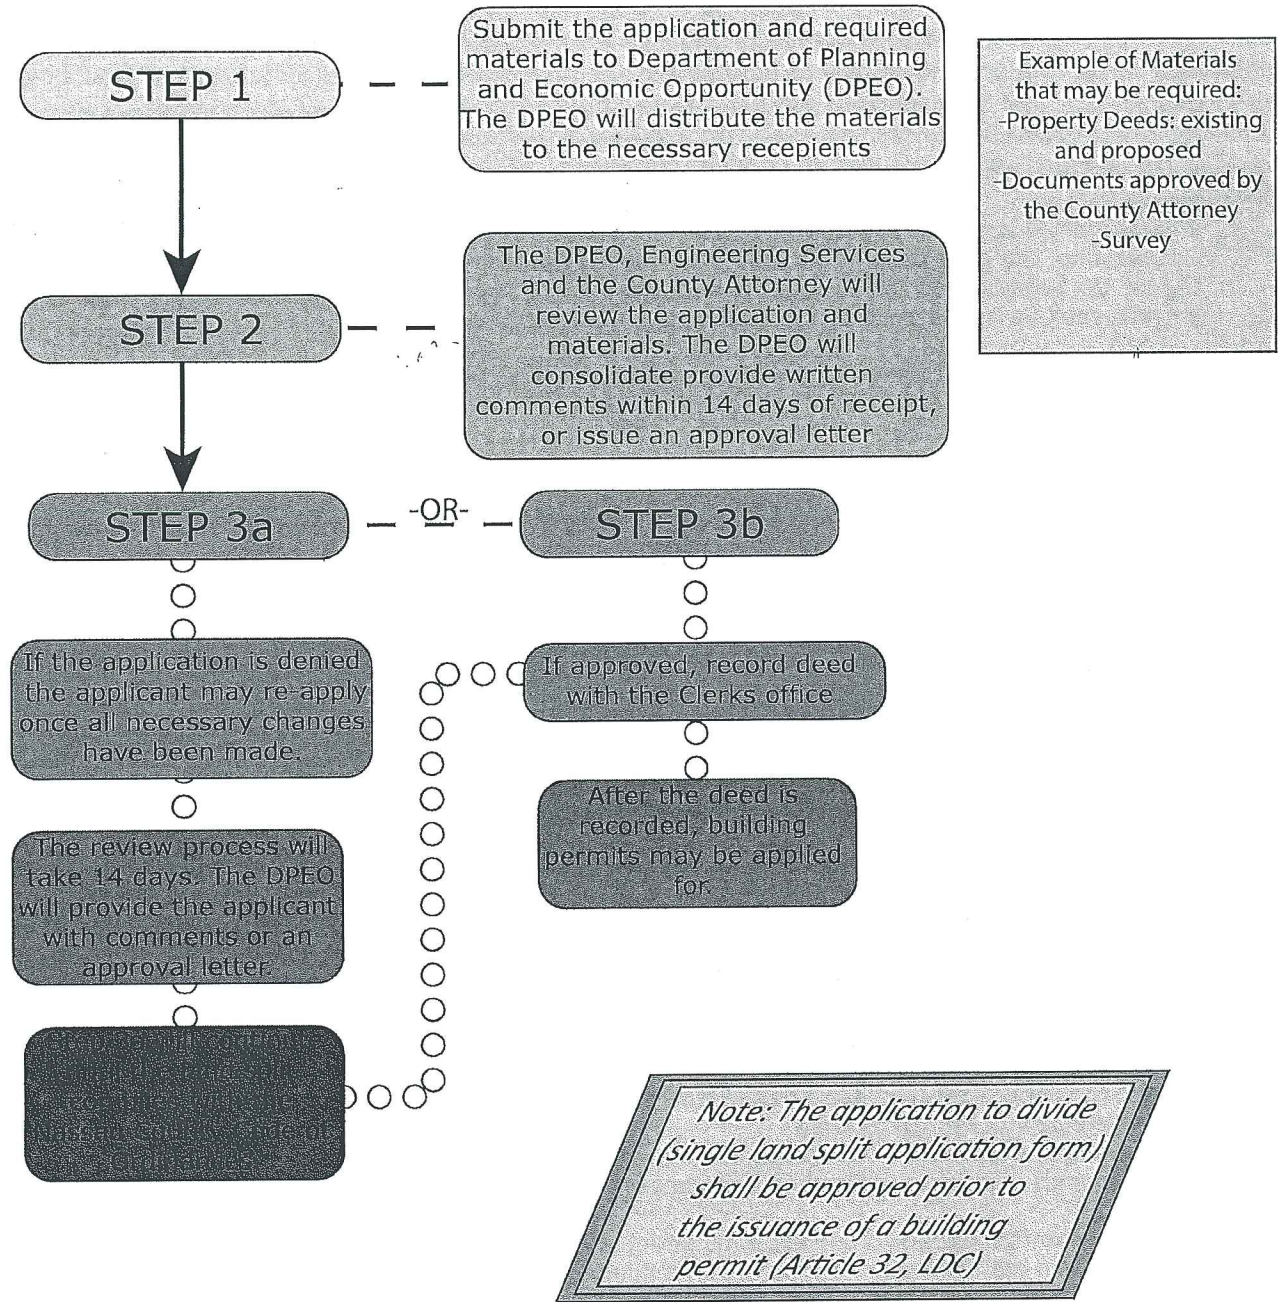 STEP 1
Submit the application and required
materials to Department of Planning
and Economic Opportunity (DPEO).
The DPEO will distribute the materials
to the necessary recepients
Example of Materials
that may be required:
-Property Deeds: existing
and proposed
-Documents approved by
the County Attorney
-Survey
STEP 2
The DPEO, Engineering Services
and the County Attorney will
review the application and
materials. The DPEO will
consolidate provide written
comments within 14 days of receipt,
or issue an approval letter
STEP 3a
-OR-
STEP 3b
If the application is denied
the applicant may re-apply
once all necessary changes
have been made.
The review process will
take 14 days. The DPEO
will provide the applicant
with comments or an
approval letter.
will continue
Nassau County Code of
Ordinances
If approved, record deed
with the Clerks office
After the deed is
recorded, building
permits may be applied
for.
Note: The application to divide
(single land split application form)
shall be approved prior to
the issuance of a building
permit (Article 32, LDC)